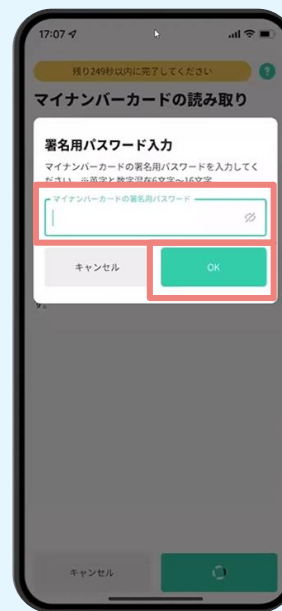 17:07
残り249秒以内に完了してください
?
マイナンバーカードの読み取り
署名用パスワード入力
マイナンバーカードの署名用パスワードを入力してく
ださい ※英字と数字混在6文字~16文字
マイナンバーカードの署名用パスワード
キャンセル
OK
す。
キャンセル